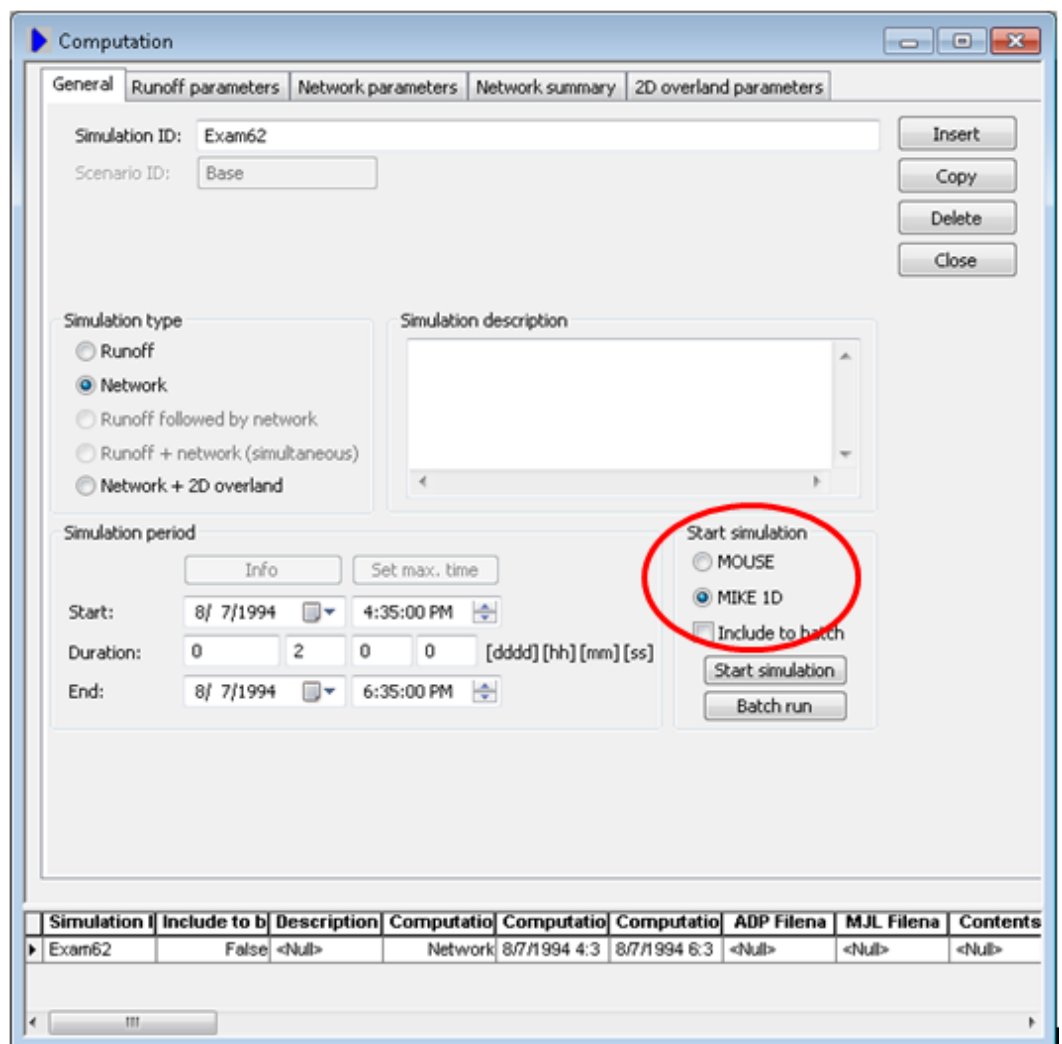 Computation
General Runoff parameters Network parameters Network summary 2D overland parameters
Simulation ID: Exam62 Insert
Scenario ID: Base Copy
Delete
Close
Simulation type Simulation description
Runoff
Network
Runoff followed by network
Runoff + network (simultaneous)
Network + 2D overland
Simulation period Start simulation
Info Set max. time MOUSE
MIKE 1D
Start: 8/ 7/1994 4:35:00 PM
Include to batch
Duration: 0 2 0 0 [dddd] [hh] [mm] [ss]
Start simulation
End: 8/ 7/1994 6:35:00 PM
Batch run
Simulation I Include to b Description Computatio Computatio Computatio ADP Filena MJL Filena Contents
Exam62 False <Null> Network 8/7/1994 4:3 8/7/1994 6:3 <Null> <Null> <Null>